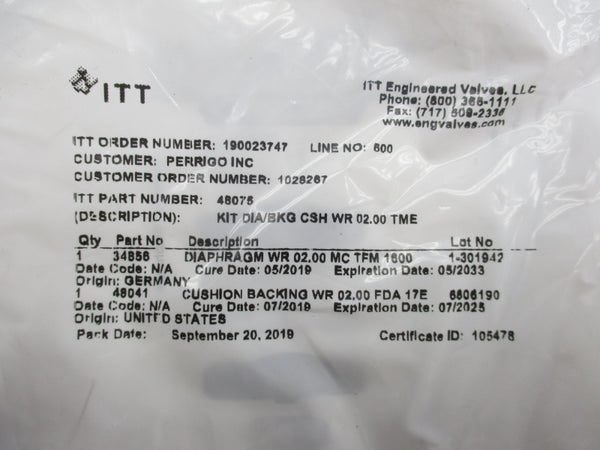 ITT
ITT Engineered Valves, LLC
Phone: (800) 366-1111
Fax: (717) 509-2336
www.engvalves.com
ITT ORDER NUMBER: 190023747 LINE NO: 600
CUSTOMER: PERRIGO INC
CUSTOMER ORDER NUMBER: 1026267
ITT PART NUMBER: 48075
(DESCRIPTION): KIT DIA/BKG CSH WR 02.00 TME
Qty Part No Description Lot No
1 34856 DIAPHRAGM WR 02.00 MC TFM 1600 1-301942
Date Code: N/A Cure Date: 05/2019 Expiration Date: 05/2033
Origin: GERMANY
1 48041 CUSHION BACKING WR 02.00 FDA 17E 6606190
Date Code: N/A Cure Date: 07/2019 Expiration Date: 07/2025
Origin: UNITED STATES
Pack Date: September 20, 2019 Certificate ID: 105478